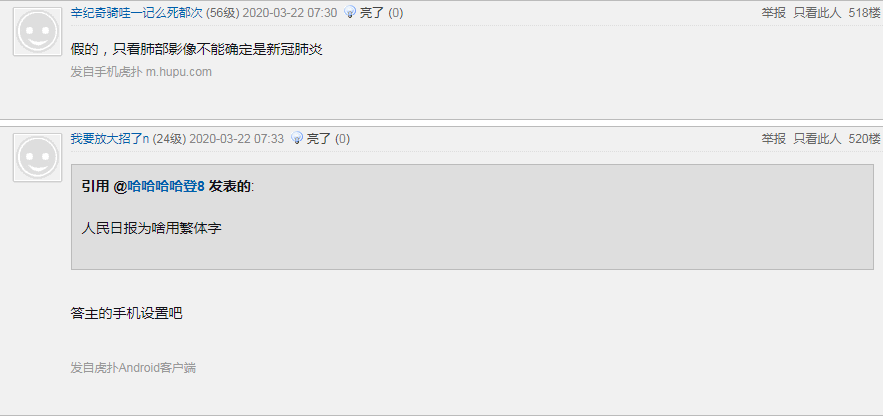 辛纪奇骑哇一记么死都次 (56级) 2020-03-22 07:30 亮了 (0) 举报 只看此人 518楼
假的，只看肺部影像不能确定是新冠肺炎
发自手机虎扑 m.hupu.com
我要放大招了n (24级) 2020-03-22 07:33 亮了 (0) 举报 只看此人 520楼
引用 @哈哈哈哈登8 发表的:
人民日报为啥用繁体字
答主的手机设置吧
发自虎扑Android客户端